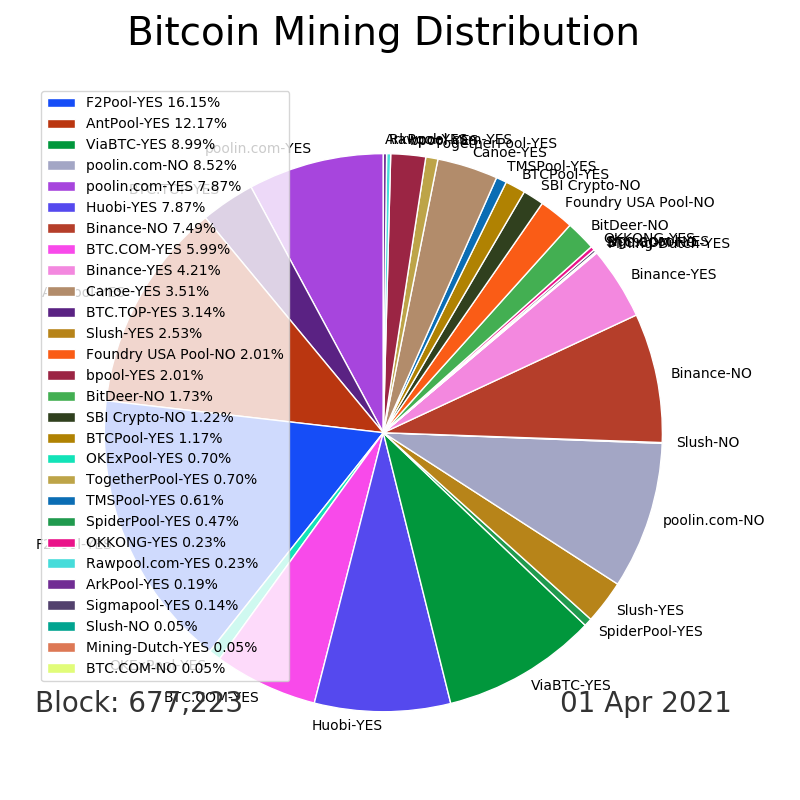 Bitcoin Mining Distribution
F2Pool-YES 16.15%
AntPool-YES 12.17%
ViaBTC-YES 8.99%
poolin.com-NO 8.52%
poolin.com-YES 7.87%
Huobi-YES 7.87%
Binance-NO 7.49%
BTC.COM-YES 5.99%
Binance-YES 4.21%
Canoe-YES 3.51%
BTC.TOP-YES 3.14%
Slush-YES 2.53%
Foundry USA Pool-NO 2.01%
bpool-YES 2.01%
BitDeer-NO 1.73%
SBI Crypto-NO 1.22%
BTCPool-YES 1.17%
OKExPool-YES 0.70%
TogetherPool-YES 0.70%
TMSPool-YES 0.61%
SpiderPool-YES 0.47%
OKKONG-YES 0.23%
Rawpool.com-YES 0.23%
ArkPool-YES 0.19%
Sigmapool-YES 0.14%
Slush-NO 0.05%
Mining-Dutch-YES 0.05%
BTC.COM-NO 0.05%
poolin.com-YES
TogetherPool-YES
Canoe-YES
TMSPool-YES
BTCPool-YES
SBI Crypto-NO
Foundry USA Pool-NO
BitDeer-NO
OKKONG-YES
Mining-Dutch-YES
Binance-YES
Binance-NO
Slush-NO
poolin.com-NO
Slush-YES
SpiderPool-YES
ViaBTC-YES
Huobi-YES
BTC.COM-YES
Block: 677,223
01 Apr 2021